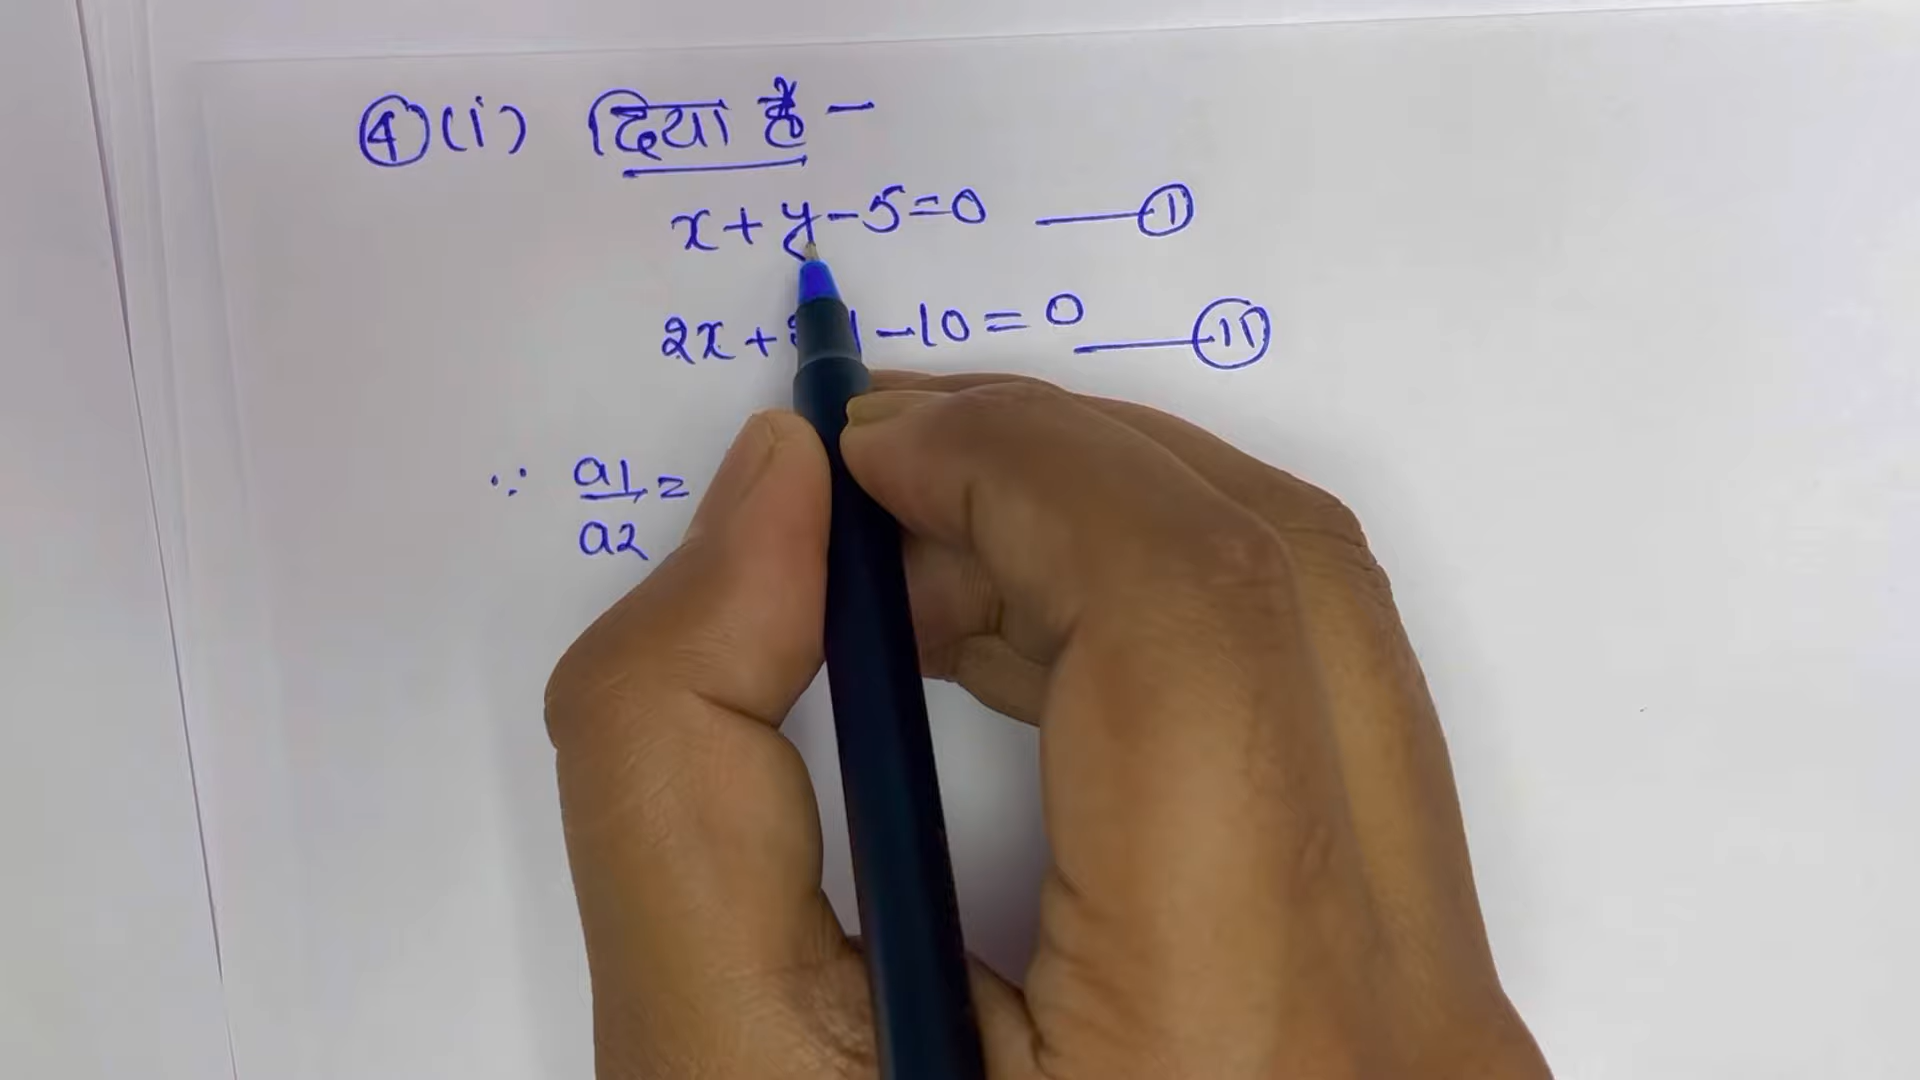 ④(i) दिया है -
x + y - 5 = 0 —— ①
2x + - 10 = 0 —— ⑪
∵ a1/a2 =